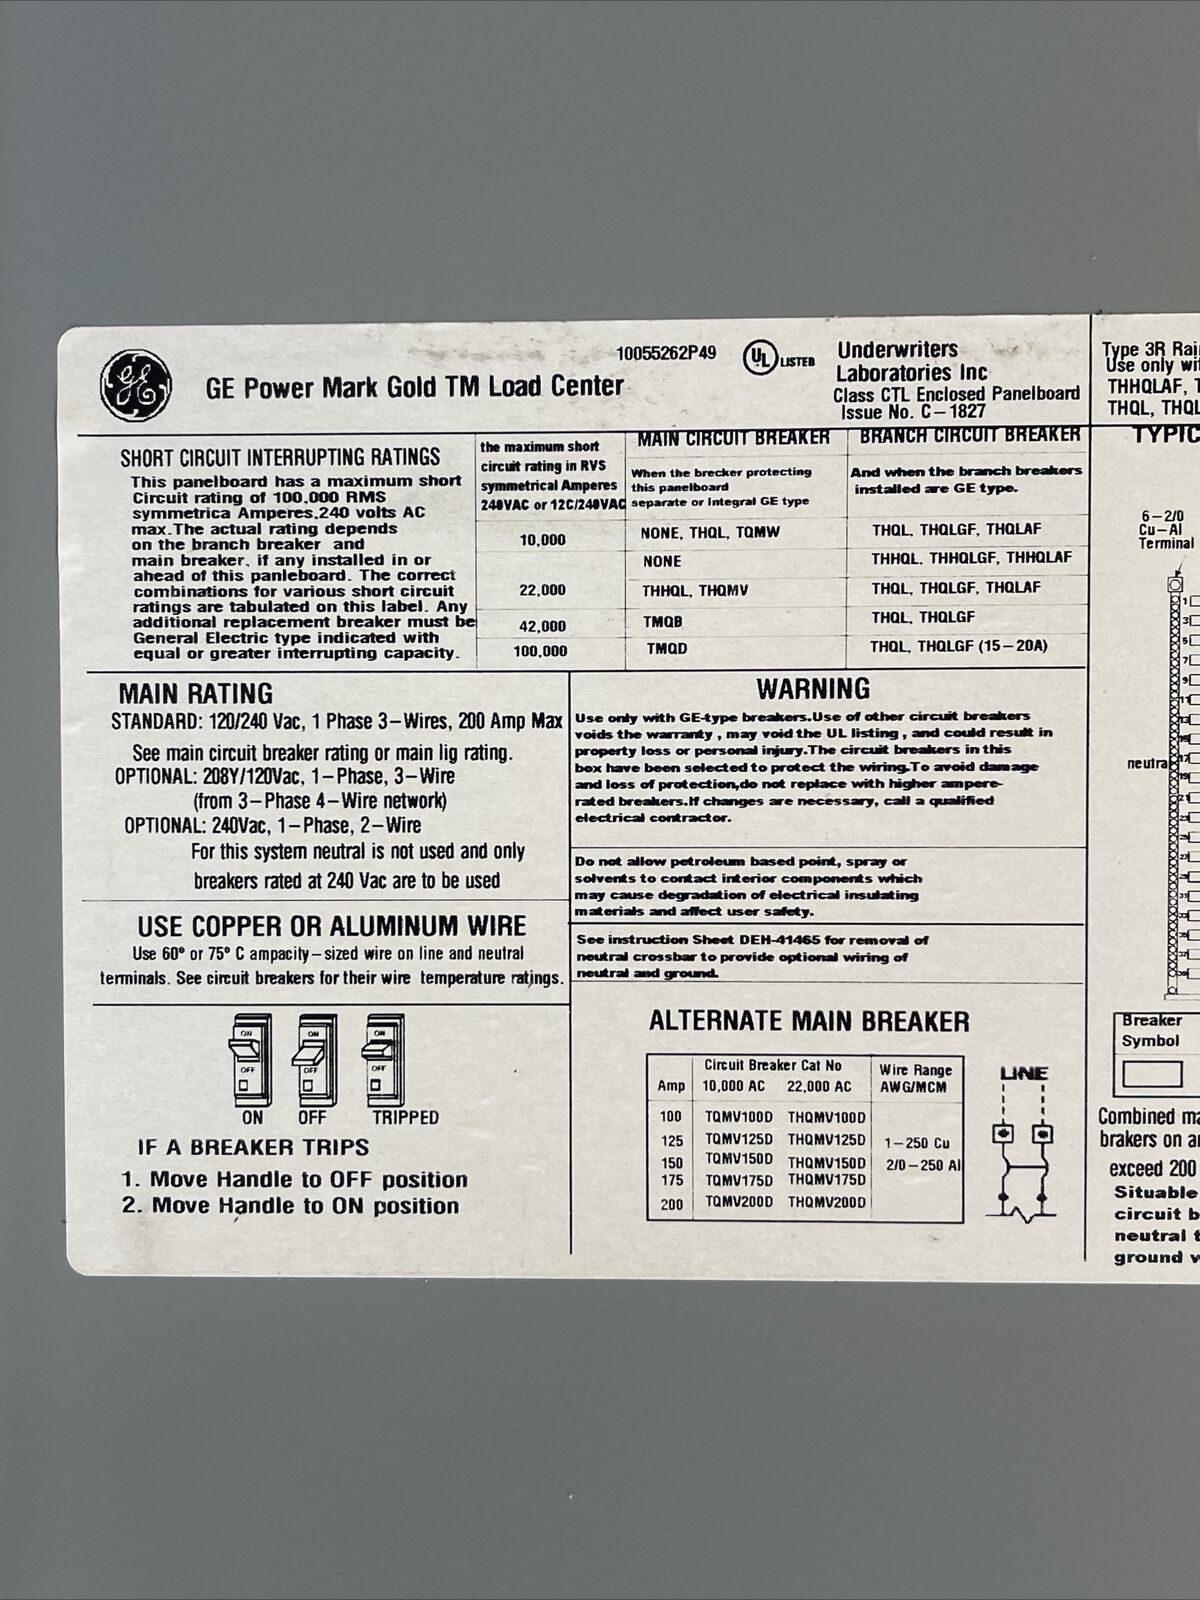 10055262P49
GE Power Mark Gold TM Load Center
UL LISTED
Underwriters
Laboratories Inc
Class CTL Enclosed Panelboard
Issue No. C-1827
SHORT CIRCUIT INTERRUPTING RATINGS
This panelboard has a maximum short
Circuit rating of 100.000 RMS
symmetrica Amperes,240 volts AC
max.The actual rating depends
on the branch breaker and
main breaker, if any installed in or
ahead of this panleboard. The correct
combinations for various short circuit
ratings are tabulated on this label. Any
additional replacement breaker must be
General Electric type indicated with
equal or greater interrupting capacity.
the maximum short
circuit rating in RVS
symmetrical Amperes
240VAC or 12C/240VAC
MAIN CIRCUIT BREAKER
When the brecker protecting
this panelboard
separate or Integral GE type
BRANCH CIRCUIT BREAKER
And when the branch breakers
installed are GE type.
10,000 NONE, THQL, TQMW THQL, THQLGF, THQLAF
NONE THHQL, THHQLGF, THHQLAF
22,000 THHQL, THQMV THQL, THQLGF, THQLAF
42,000 TMQB THQL, THQLGF
100,000 TMQD THQL, THQLGF (15-20A)
MAIN RATING
STANDARD: 120/240 Vac, 1 Phase 3-Wires, 200 Amp Max
See main circuit breaker rating or main lig rating.
OPTIONAL: 208Y/120Vac, 1-Phase, 3-Wire
(from 3-Phase 4-Wire network)
OPTIONAL: 240Vac, 1-Phase, 2-Wire
For this system neutral is not used and only
breakers rated at 240 Vac are to be used
USE COPPER OR ALUMINUM WIRE
Use 60° or 75° C ampacity-sized wire on line and neutral
terminals. See circuit breakers for their wire temperature ratings.
ON ON ON
OFF OFF OFF
ON OFF TRIPPED
IF A BREAKER TRIPS
1. Move Handle to OFF position
2. Move Handle to ON position
WARNING
Use only with GE-type breakers.Use of other circuit breakers
voids the warranty , may void the UL listing , and could result in
property loss or personal injury.The circuit breakers in this
box have been selected to protect the wiring.To avoid damage
and loss of protection,do not replace with higher ampere-
rated breakers.If changes are necessary, call a qualified
electrical contractor.
Do not allow petroleum based point, spray or
solvents to contact interior components which
may cause degradation of electrical insulating
materials and affect user safety.
See instruction Sheet DEH-41465 for removal of
neutral crossbar to provide optional wiring of
neutral and ground.
ALTERNATE MAIN BREAKER
Circuit Breaker Cat No Wire Range
Amp 10,000 AC 22,000 AC AWG/MCM
100 TQMV100D THQMV100D
125 TQMV125D THQMV125D 1-250 Cu
150 TQMV150D THQMV150D 2/0-250 Al
175 TQMV175D THQMV175D
200 TQMV200D THQMV200D
LINE
Type 3R Rai
Use only wi
THHQLAF,
THQL, THQL
TYPIC
6-2/0
Cu-Al
Terminal
neutral
Breaker
Symbol
Combined ma
brakers on a
exceed 200
Situable
circuit b
neutral t
ground